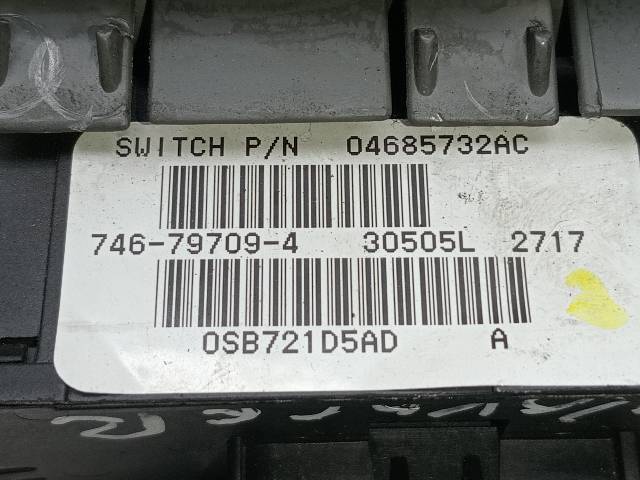 SWITCH P/N 04685732AC
746-79709-4 30505L 2717
0SB721D5AD A